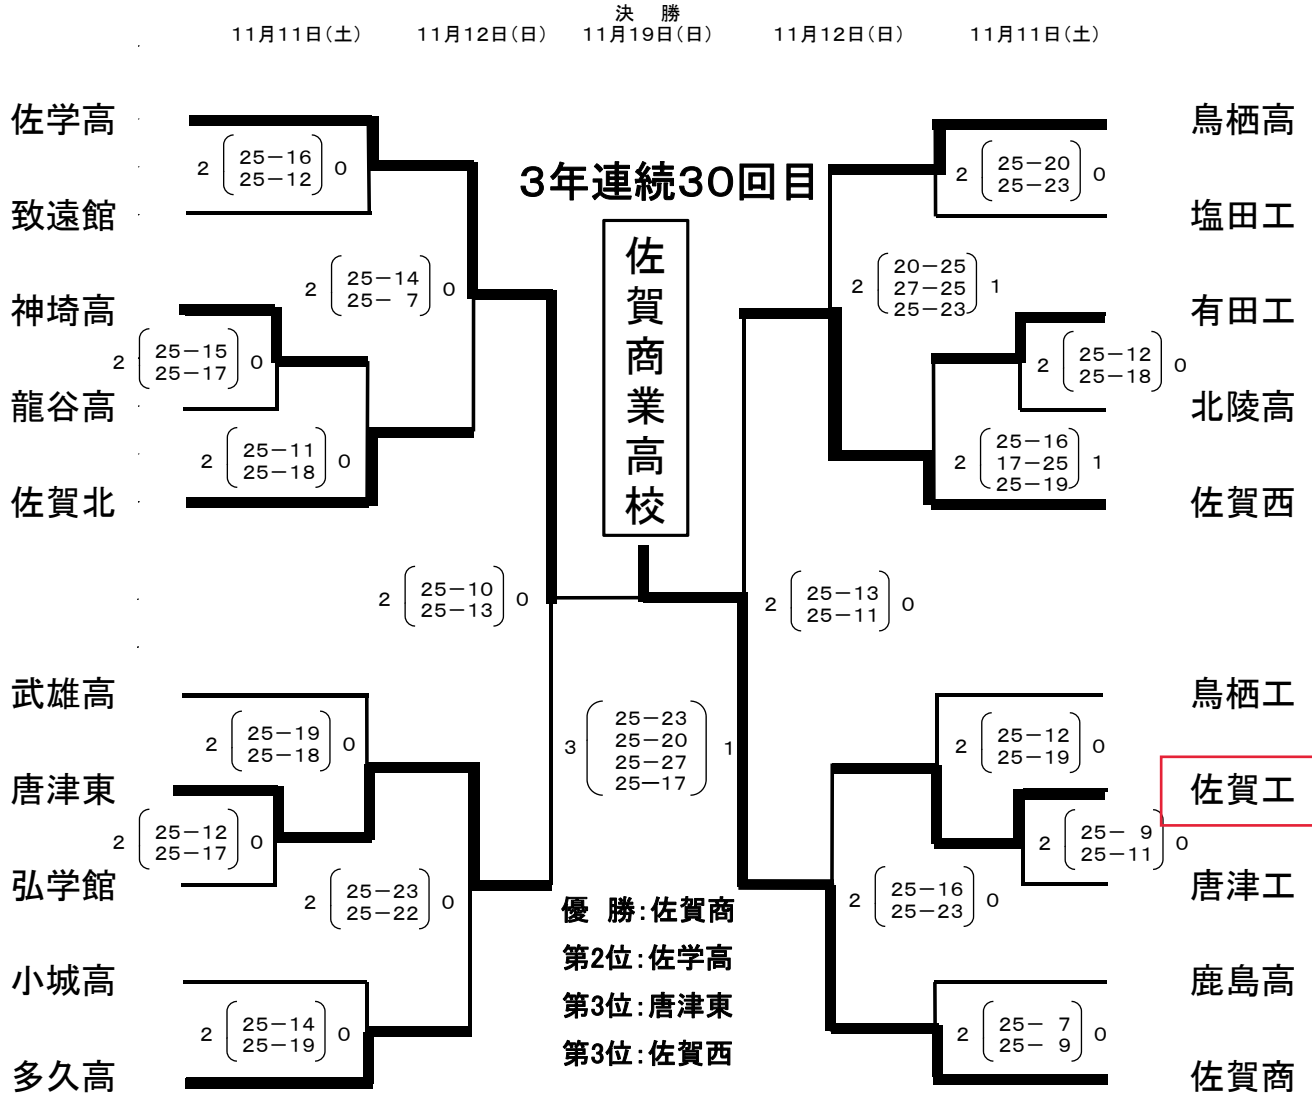 決　勝
11月11日(土)
11月12日(日)
11月19日(日)
11月12日(日)
11月11日(土)
佐学高
2
25－16
25－12
0
致遠館
2
25－14
25－ 7
0
神埼高
2
25－15
25－17
0
龍谷高
2
25－11
25－18
0
佐賀北
2
25－10
25－13
0
武雄高
2
25－19
25－18
0
唐津東
2
25－12
25－17
0
弘学館
2
25－23
25－22
0
小城高
2
25－14
25－19
0
多久高
3年連続30回目
佐賀商業高校
3
25－23
25－20
25－27
25－17
1
優　勝：佐賀商
第2位：佐学高
第3位：唐津東
第3位：佐賀西
鳥栖高
2
25－20
25－23
0
塩田工
2
20－25
27－25
25－23
1
有田工
2
25－12
25－18
0
北陵高
2
25－16
17－25
25－19
1
佐賀西
2
25－13
25－11
0
鳥栖工
2
25－12
25－19
0
佐賀工
2
25－ 9
25－11
0
唐津工
2
25－16
25－23
0
鹿島高
2
25－ 7
25－ 9
0
佐賀商